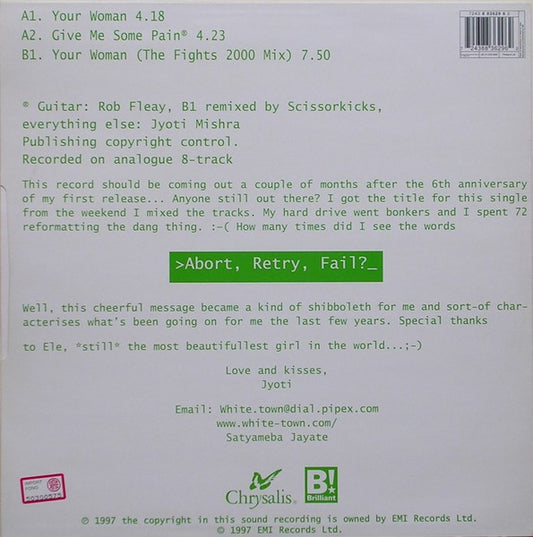 A1. Your Woman 4.18
A2. Give Me Some Pain® 4.23
B1. Your Woman (The Fights 2000 Mix) 7.50
® Guitar: Rob Fleay, B1 remixed by Scissorkicks,
everything else: Jyoti Mishra
Publishing copyright control.
Recorded on analogue 8-track
This record should be coming out a couple of months after the 6th anniversary
of my first release... Anyone still out there? I got the title for this single
from the weekend I mixed the tracks. My hard drive went bonkers and I spent 72
reformatting the dang thing. :-( How many times did I see the words
>Abort, Retry, Fail?_
Well, this cheerful message became a kind of shibboleth for me and sort-of char-
acterises what's been going on for me the last few years. Special thanks
to Ele, *still* the most beautifullest girl in the world...;-)
Love and kisses,
Jyoti
Email: White.town@dial.pipex.com
www.white-town.com/
Satyameba Jayate
Chrysalis®
B!
Brilliant
℗ 1997 the copyright in this sound recording is owned by EMI Records Ltd.
© 1997 EMI Records Ltd.